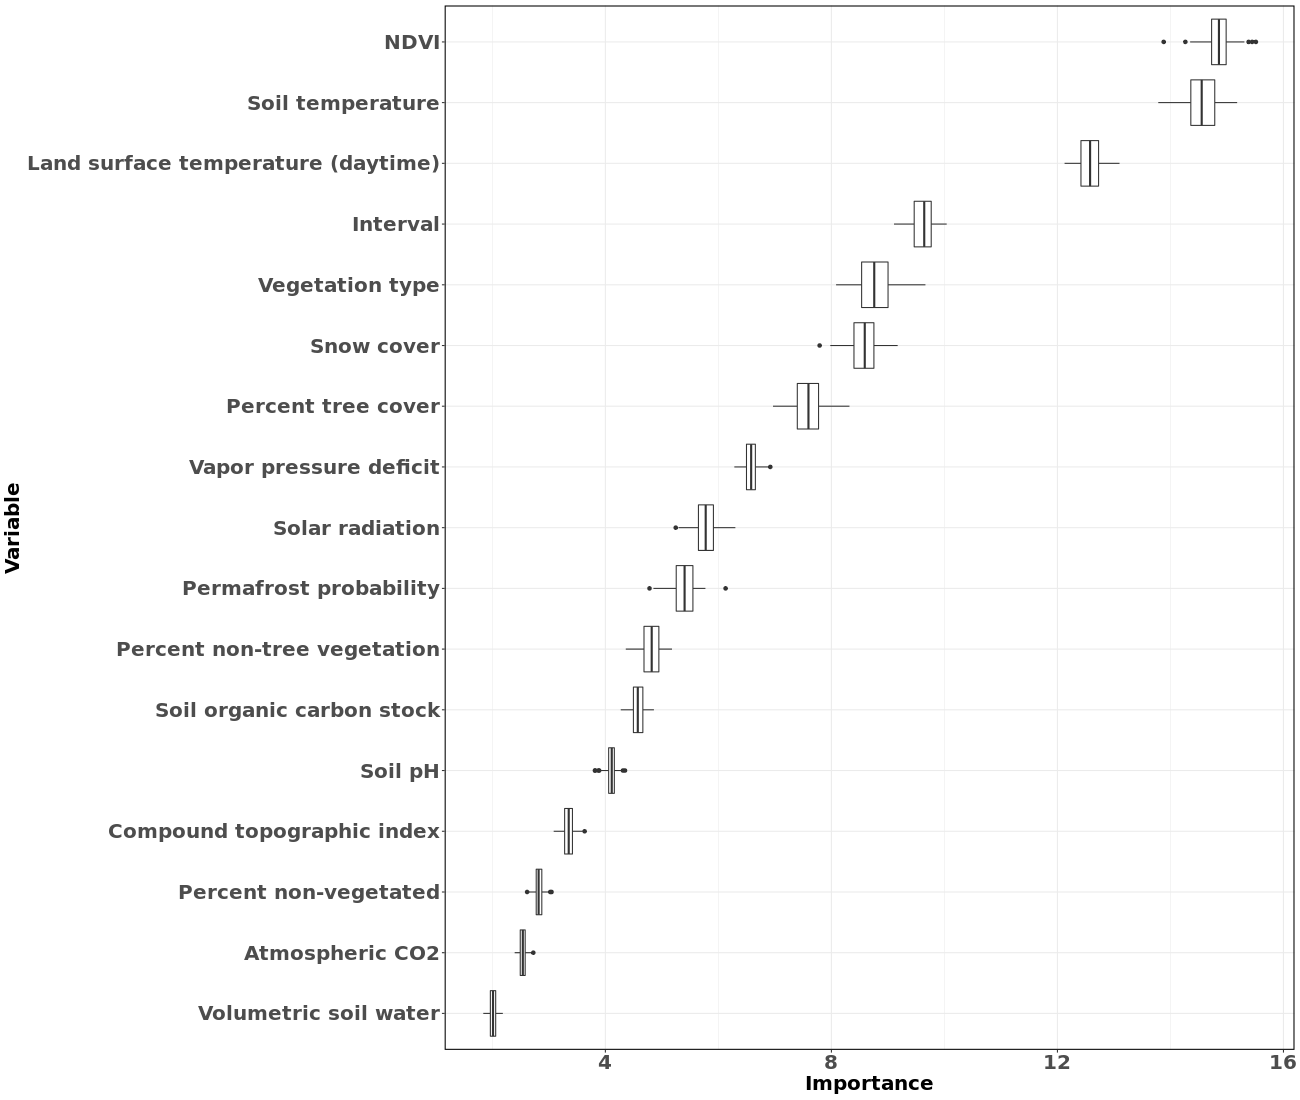 NDVI
Soil temperature
Land surface temperature (daytime)
Interval
Vegetation type
Snow cover
Percent tree cover
Vapor pressure deficit
Solar radiation
Permafrost probability
Percent non-tree vegetation
Soil organic carbon stock
Soil pH
Compound topographic index
Percent non-vegetated
Atmospheric CO2
Volumetric soil water
Variable
4 8 12 16
Importance